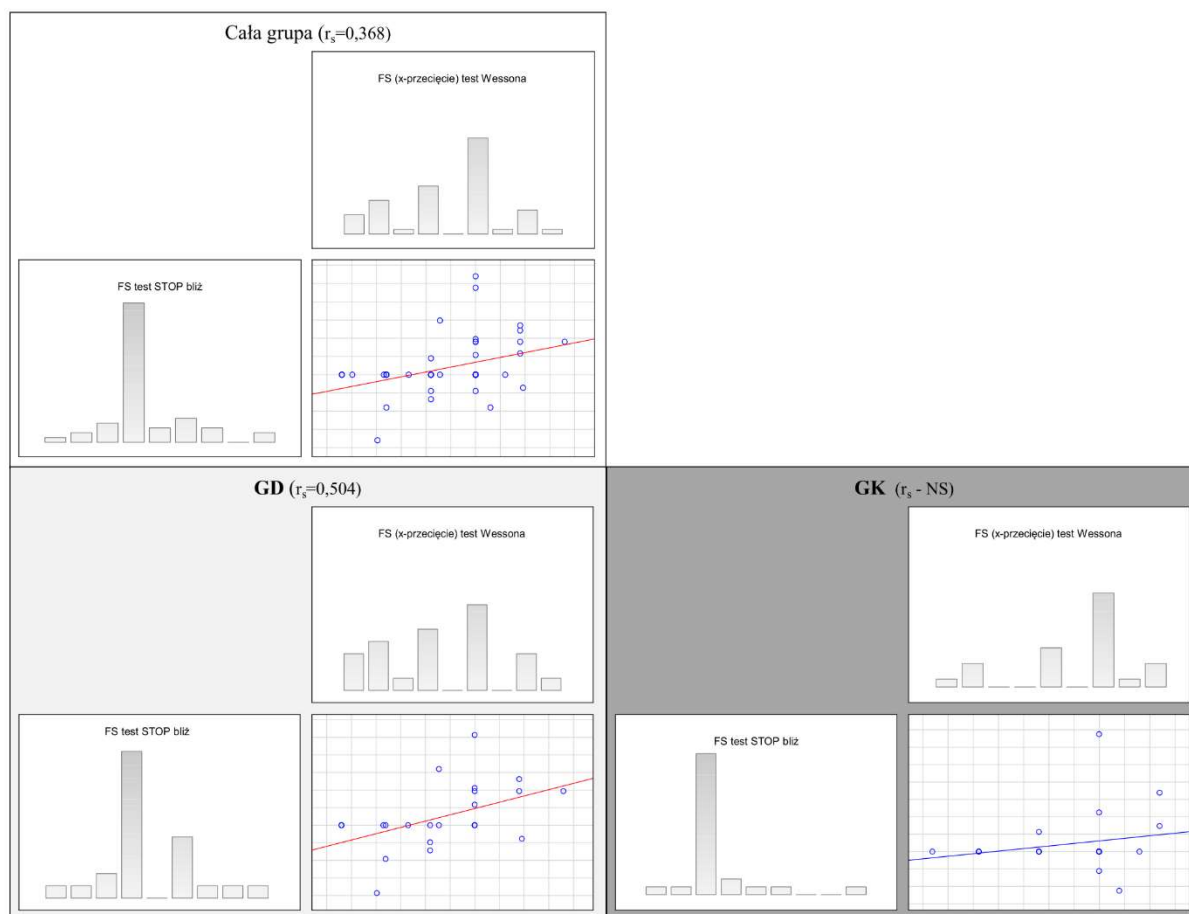 Cała grupa (rs=0,368)
FS (x-przecięcie) test Wessona
FS test STOP bliż
GD (rs=0,504)
FS (x-przecięcie) test Wessona
FS test STOP bliż
GK (rs - NS)
FS (x-przecięcie) test Wessona
FS test STOP bliż